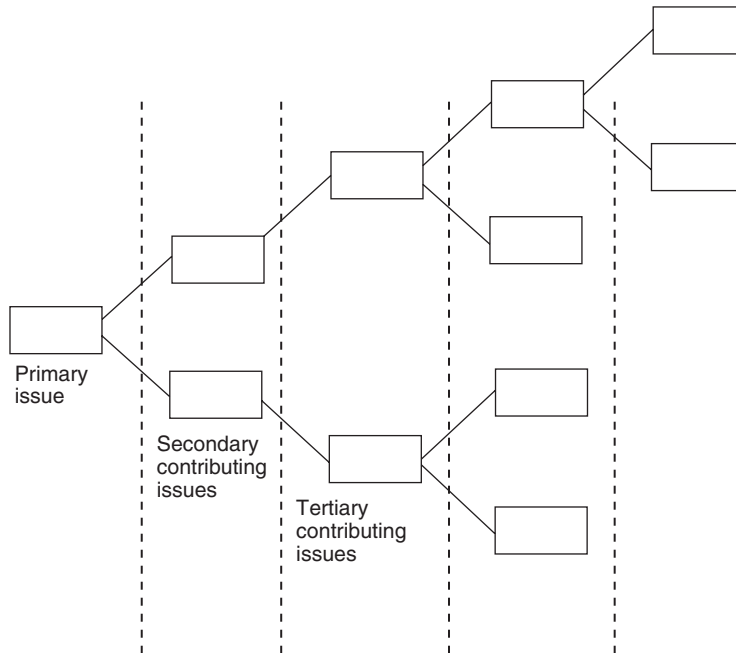 Primary
issue
Secondary
contributing
issues
Tertiary
contributing
issues